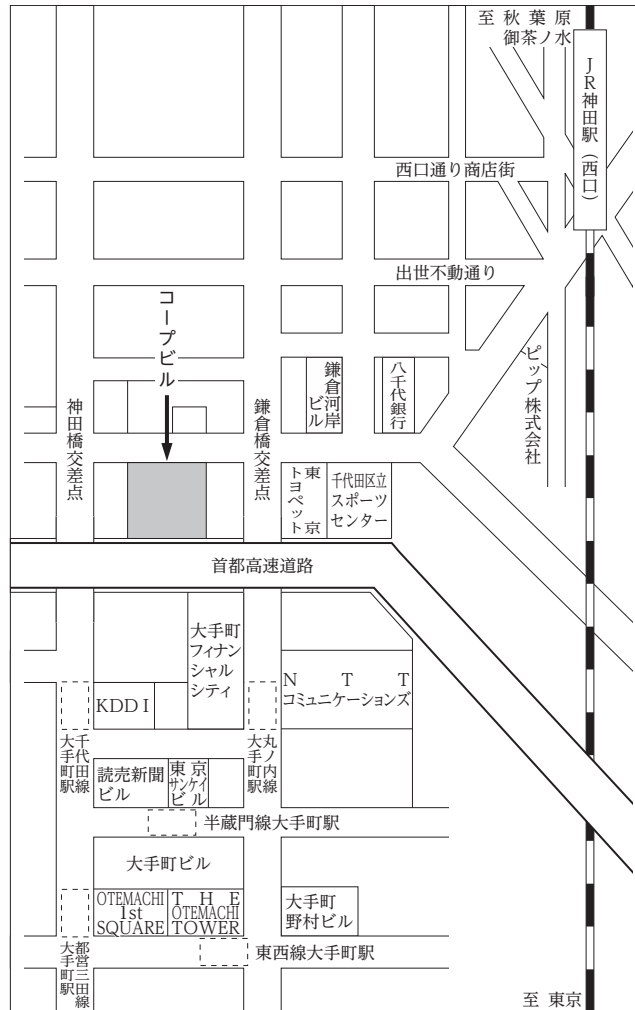 至 秋 葉 原
御茶ノ水
JR神田駅（西口）
西口通り商店街
出世不動通り
コープビル
神田橋交差点
鎌倉橋交差点
鎌倉河岸
ビル
八千代銀行
ピップ株式会社
東京
トヨペット
千代田区立
スポーツ
センター
首都高速道路
大手町
フィナン
シャル
シティ
N T T
コミュニケーションズ
KDDI
千代田線
大手町駅
丸ノ内線
大手町駅
読売新聞
ビル
東京
サンケイ
ビル
半蔵門線大手町駅
大手町ビル
OTEMACHI
1st
SQUARE
T H E
OTEMACHI
TOWER
大手町
野村ビル
都営三田線
大手町駅
東西線大手町駅
至 東京